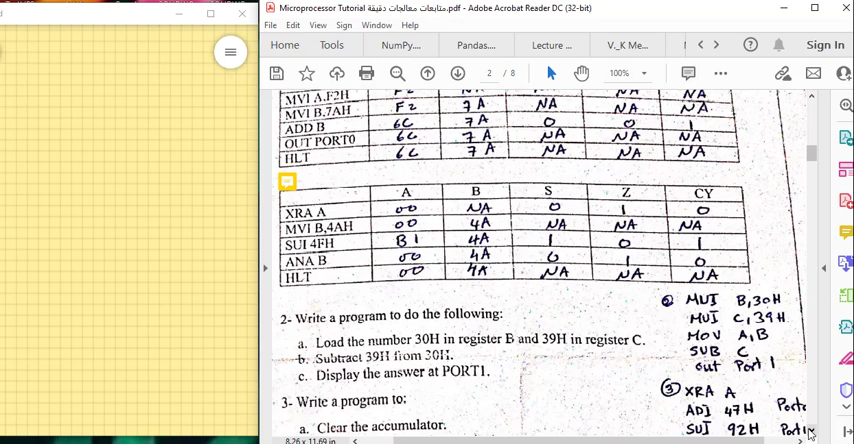 Microprocessor Tutorial متابعات معالجات دقيقة.pdf - Adobe Acrobat Reader DC (32-bit)
File Edit View Sign Window Help
Home Tools NumPy.... Pandas.... Lecture ... V._K Me... Sign In
2 / 8 100%
MVI A,F2H F2 NA NA NA
MVI B,7AH F2 7A NA NA NA
ADD B 6C 7A 0 0 1
OUT PORT0 6C 7A NA NA NA
HLT 6C 7A NA NA NA
A B S Z CY
XRA A 00 NA 0 1 0
MVI B,4AH 00 4A NA NA NA
SUI 4FH B1 4A 1 0 1
ANA B 00 4A 0 1 0
HLT 00 4A NA NA NA
2- Write a program to do the following:
a. Load the number 30H in register B and 39H in register C.
b. Subtract 39H from 30H.
c. Display the answer at PORT1.
3- Write a program to:
a. Clear the accumulator.
② MVI B,30H
MVI C,39H
MOV A,B
SUB C
out Port 1
③ XRA A
ADI 47H
SUI 92H
8.26 x 11.69 in